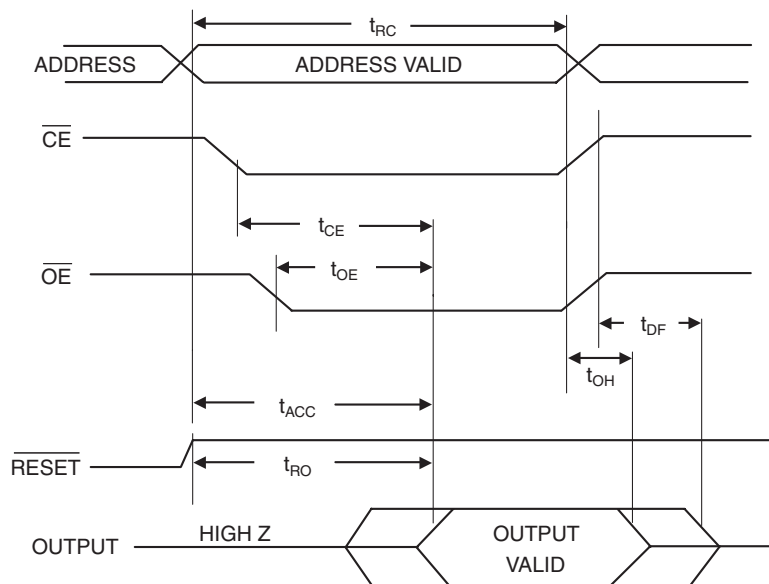 tRC
ADDRESS
ADDRESS VALID
CE
tCE
OE
tOE
tDF
tOH
tACC
RESET
tRO
OUTPUT
HIGH Z
OUTPUT
VALID